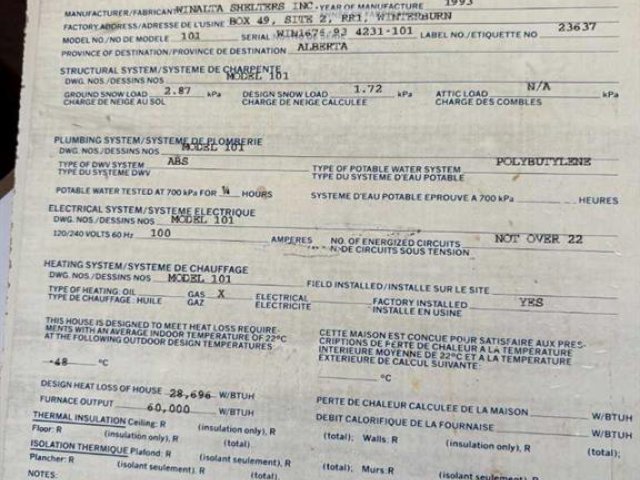 MANUFACTURER/FABRICANT WINALTA SHELTERS INC. YEAR OF MANUFACTURE 1993
FACTORY ADDRESS/ADRESSE DE L'USINE BOX 49, SITE 2, RR1, WINTERBURN
MODEL NO./NO DE MODELE 101 SERIAL WIN1676-93 4231-101 LABEL NO./ETIQUETTE NO 23637
PROVINCE OF DESTINATION/PROVINCE DE DESTINATION ALBERTA
STRUCTURAL SYSTEM/SYSTEME DE CHARPENTE
DWG. NOS./DESSINS NOS MODEL 101
GROUND SNOW LOAD 2.87 kPa DESIGN SNOW LOAD 1.72 kPa ATTIC LOAD N/A kPa
CHARGE DE NEIGE AU SOL CHARGE DE NEIGE CALCULEE CHARGE DES COMBLES
PLUMBING SYSTEM/SYSTEME DE PLOMBERIE
DWG. NOS./DESSINS NOS MODEL 101
TYPE OF DWV SYSTEM ABS TYPE OF POTABLE WATER SYSTEM POLYBUTYLENE
TYPE DU SYSTEME DWV TYPE DU SYSTEME D'EAU POTABLE
POTABLE WATER TESTED AT 700 kPa FOR ¼ HOURS SYSTEME D'EAU POTABLE EPROUVE A 700 kPa HEURES
ELECTRICAL SYSTEM/SYSTEME ELECTRIQUE
DWG. NOS./DESSINS NOS MODEL 101
120/240 VOLTS 60 Hz 100 AMPERES NO. OF ENERGIZED CIRCUITS NOT OVER 22
N. DE CIRCUITS SOUS TENSION
HEATING SYSTEM/SYSTEME DE CHAUFFAGE
DWG. NOS./DESSINS NOS MODEL 101 FIELD INSTALLED/INSTALLE SUR LE SITE
TYPE OF HEATING: OIL GAS X ELECTRICAL FACTORY INSTALLED YES
TYPE DE CHAUFFAGE: HUILE GAZ ELECTRICITE INSTALLE EN USINE
THIS HOUSE IS DESIGNED TO MEET HEAT LOSS REQUIRE-
MENTS WITH AN AVERAGE INDOOR TEMPERATURE OF 22°C
AT THE FOLLOWING OUTDOOR DESIGN TEMPERATURES
-48 °C
CETTE MAISON EST CONCUE POUR SATISFAIRE AUX PRES-
CRIPTIONS DE PERTE DE CHALEUR A LA TEMPERATURE
INTERIEURE MOYENNE DE 22°C ET A LA TEMPERATURE
EXTERIEURE DE CALCUL SUIVANTE:
°C
DESIGN HEAT LOSS OF HOUSE 28,696 W/BTUH PERTE DE CHALEUR CALCULEE DE LA MAISON W/BTUH
FURNACE OUTPUT 60,000 W/BTUH DEBIT CALORIFIQUE DE LA FOURNAISE W/BTUH
THERMAL INSULATION Ceiling: R (insulation only), R (total); Walls: R (insulation only), R
Floor: R (insulation only), R (total).
ISOLATION THERMIQUE Plafond: R (isolant seulement), R (total); Murs: R (isolant seulement), R
Plancher: R (isolant seulement), R (total).
NOTES: